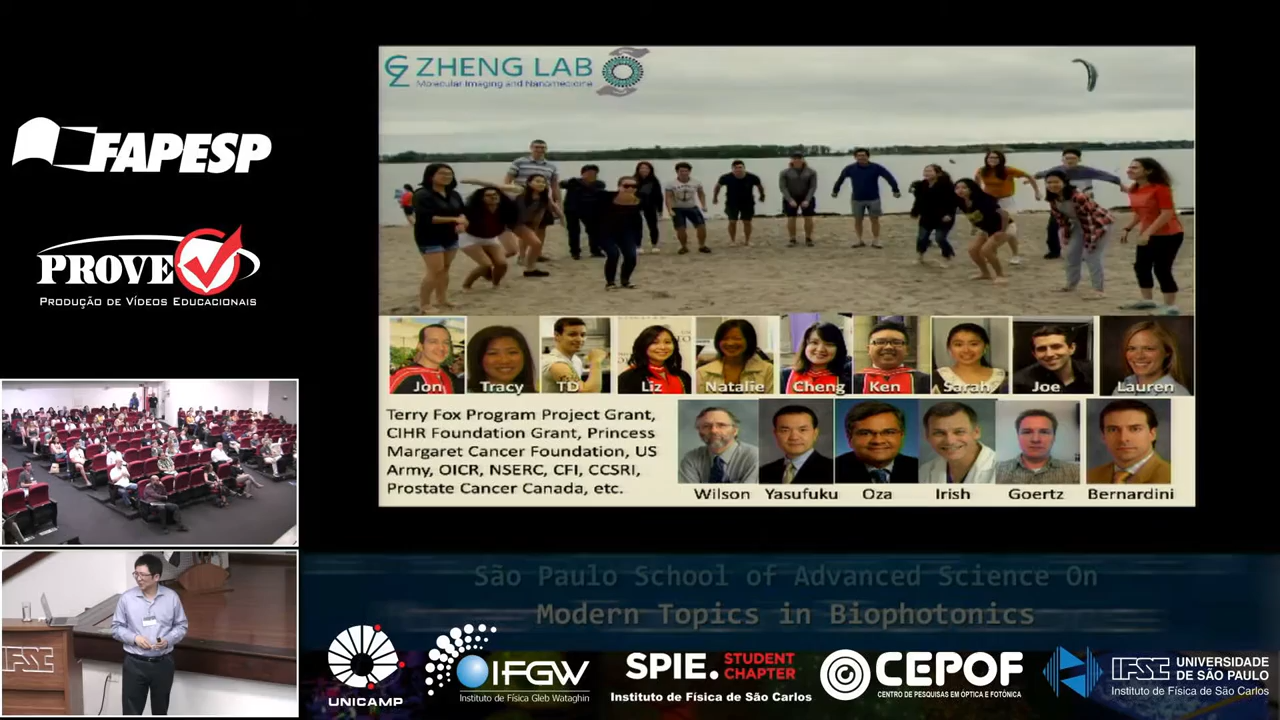 FAPESP
PROVE
PRODUÇÃO DE VÍDEOS EDUCACIONAIS
ZHENG LAB
Molecular Imaging and Nanomedicine
Jon
Tracy
TD
Liz
Natalie
Cheng
Ken
Sarah
Joe
Lauren
Terry Fox Program Project Grant,
CIHR Foundation Grant, Princess
Margaret Cancer Foundation, US
Army, OICR, NSERC, CFI, CCSRI,
Prostate Cancer Canada, etc.
Wilson
Yasufuku
Oza
Irish
Goertz
Bernardini
IFSC
São Paulo School of Advanced Science On
Modern Topics in Biophotonics
UNICAMP
IFGW
Instituto de Física Gleb Wataghin
SPIE. STUDENT
CHAPTER
Instituto de Física de São Carlos
CEPOF
CENTRO DE PESQUISAS EM ÓPTICA E FOTÔNICA
IFSC
UNIVERSIDADE
DE SÃO PAULO
Instituto de Física de São Carlos